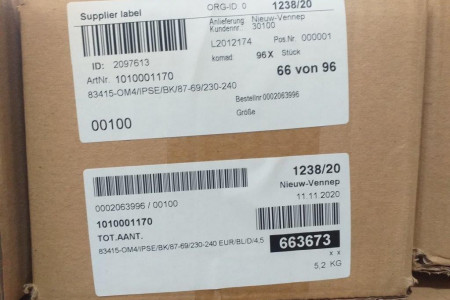 Supplier label
ORG-ID. 0 1238/20
Anlieferung Nieuw-Vennep
Kundennr. 30100
L2012174 Pos.Nr. 000001
ID: 2097613
komad 96X Stück
ArtNr. 1010001170 66 von 96
83415-OM4/IPSE/BK/87-69/230-240
Bestellnr.0002063996
Größe
00100
1238/20
Nieuw-Vennep
11.11.2020
0002063996 / 00100
1010001170
TOT.AANT.
83415-OM4/IPSE/BK/87-69/230-240 EUR/BL/D/4,5
663673
x x
5,2 KG